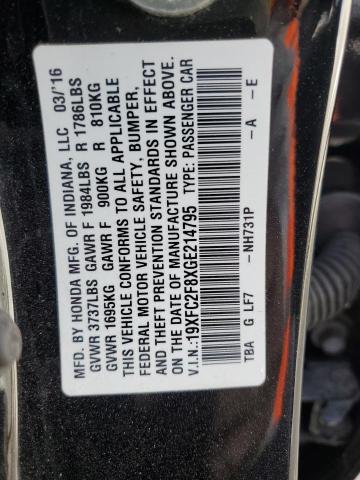 MFD. BY HONDA MFG. OF INDIANA, LLC 03/'16
GVWR 3737LBS GAWR F 1984LBS R 1786LBS
GVWR 1695KG GAWR F 900KG R 810KG
THIS VEHICLE CONFORMS TO ALL APPLICABLE
FEDERAL MOTOR VEHICLE SAFETY, BUMPER, AND
THEFT PREVENTION STANDARDS IN EFFECT
ON THE DATE OF MANUFACTURE SHOWN ABOVE.
V.I.N.:19XFC2F8XGE214795 TYPE: PASSENGER CAR
TBA G LF7 -NH731P -A -E